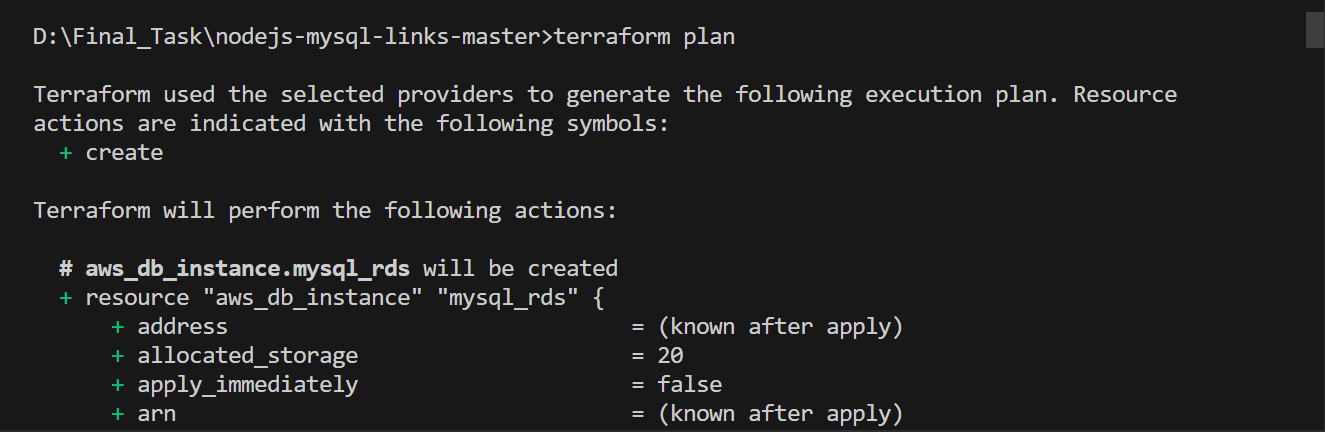 D:\Final_Task\nodejs-mysql-links-master>terraform plan
Terraform used the selected providers to generate the following execution plan. Resource
actions are indicated with the following symbols:
  + create
Terraform will perform the following actions:
  # aws_db_instance.mysql_rds will be created
  + resource "aws_db_instance" "mysql_rds" {
      + address                               = (known after apply)
      + allocated_storage                     = 20
      + apply_immediately                     = false
      + arn                                   = (known after apply)